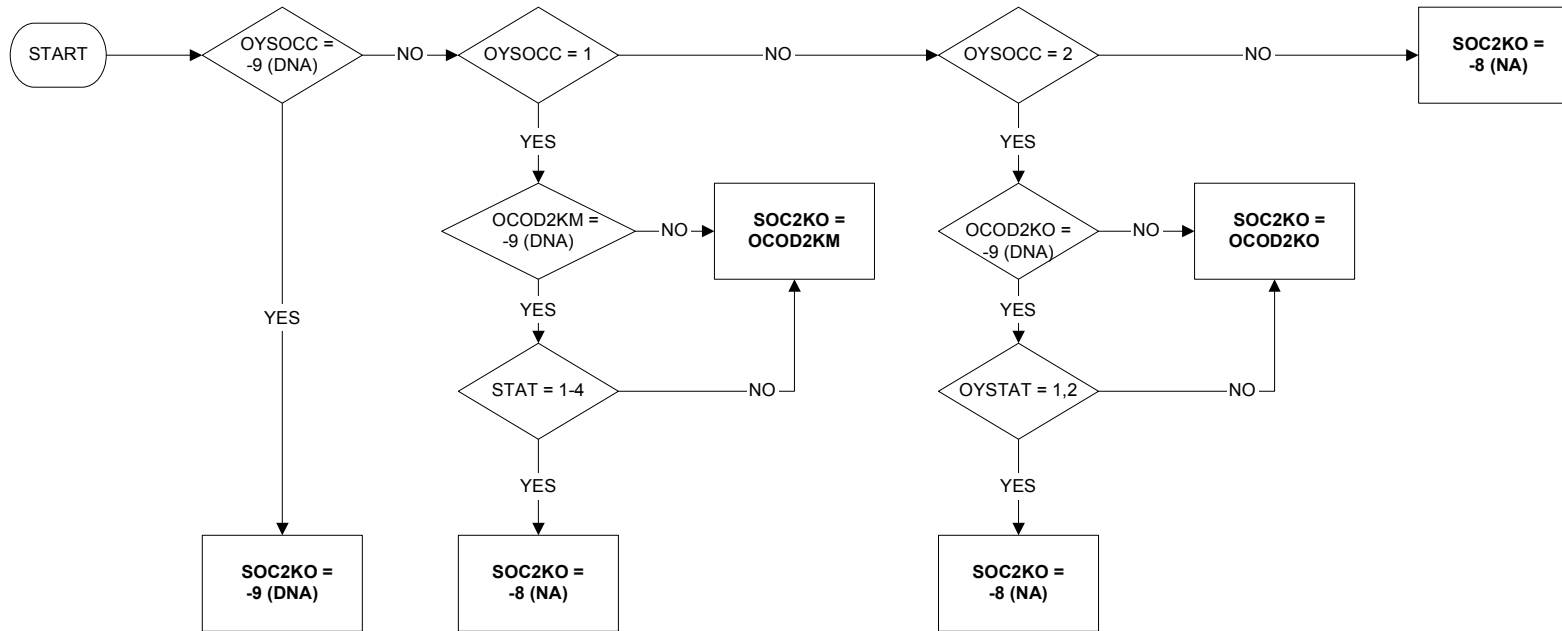 START
OYSOCC =
-9 (DNA)
NO
OYSOCC = 1
NO
OYSOCC = 2
NO
SOC2KO =
-8 (NA)
YES
YES
OCOD2KM =
-9 (DNA)
NO
SOC2KO =
OCOD2KM
OCOD2KO =
-9 (DNA)
NO
SOC2KO =
OCOD2KO
YES
YES
YES
STAT = 1-4
NO
OYSTAT = 1,2
NO
YES
YES
SOC2KO =
-9 (DNA)
SOC2KO =
-8 (NA)
SOC2KO =
-8 (NA)